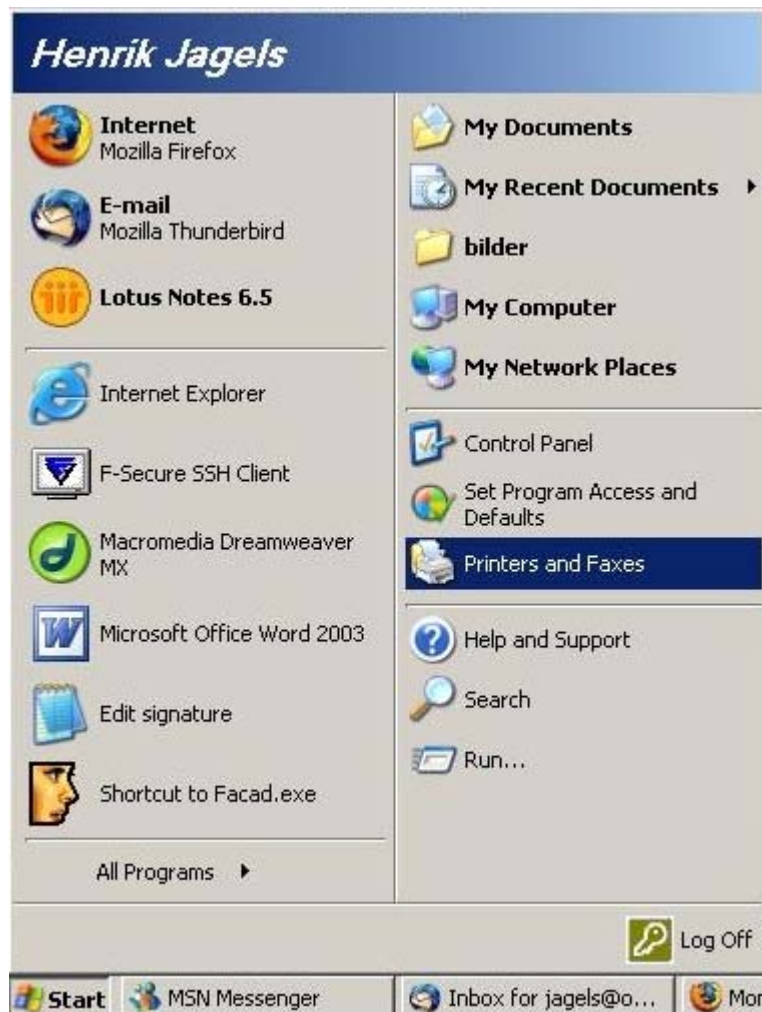 Henrik Jagels
Internet
Mozilla Firefox
E-mail
Mozilla Thunderbird
Lotus Notes 6.5
Internet Explorer
F-Secure SSH Client
Macromedia Dreamweaver
MX
Microsoft Office Word 2003
Edit signature
Shortcut to Facad.exe
All Programs
My Documents
My Recent Documents
bilder
My Computer
My Network Places
Control Panel
Set Program Access and
Defaults
Printers and Faxes
Help and Support
Search
Run...
Log Off
Start
MSN Messenger
Inbox for jagels@o...